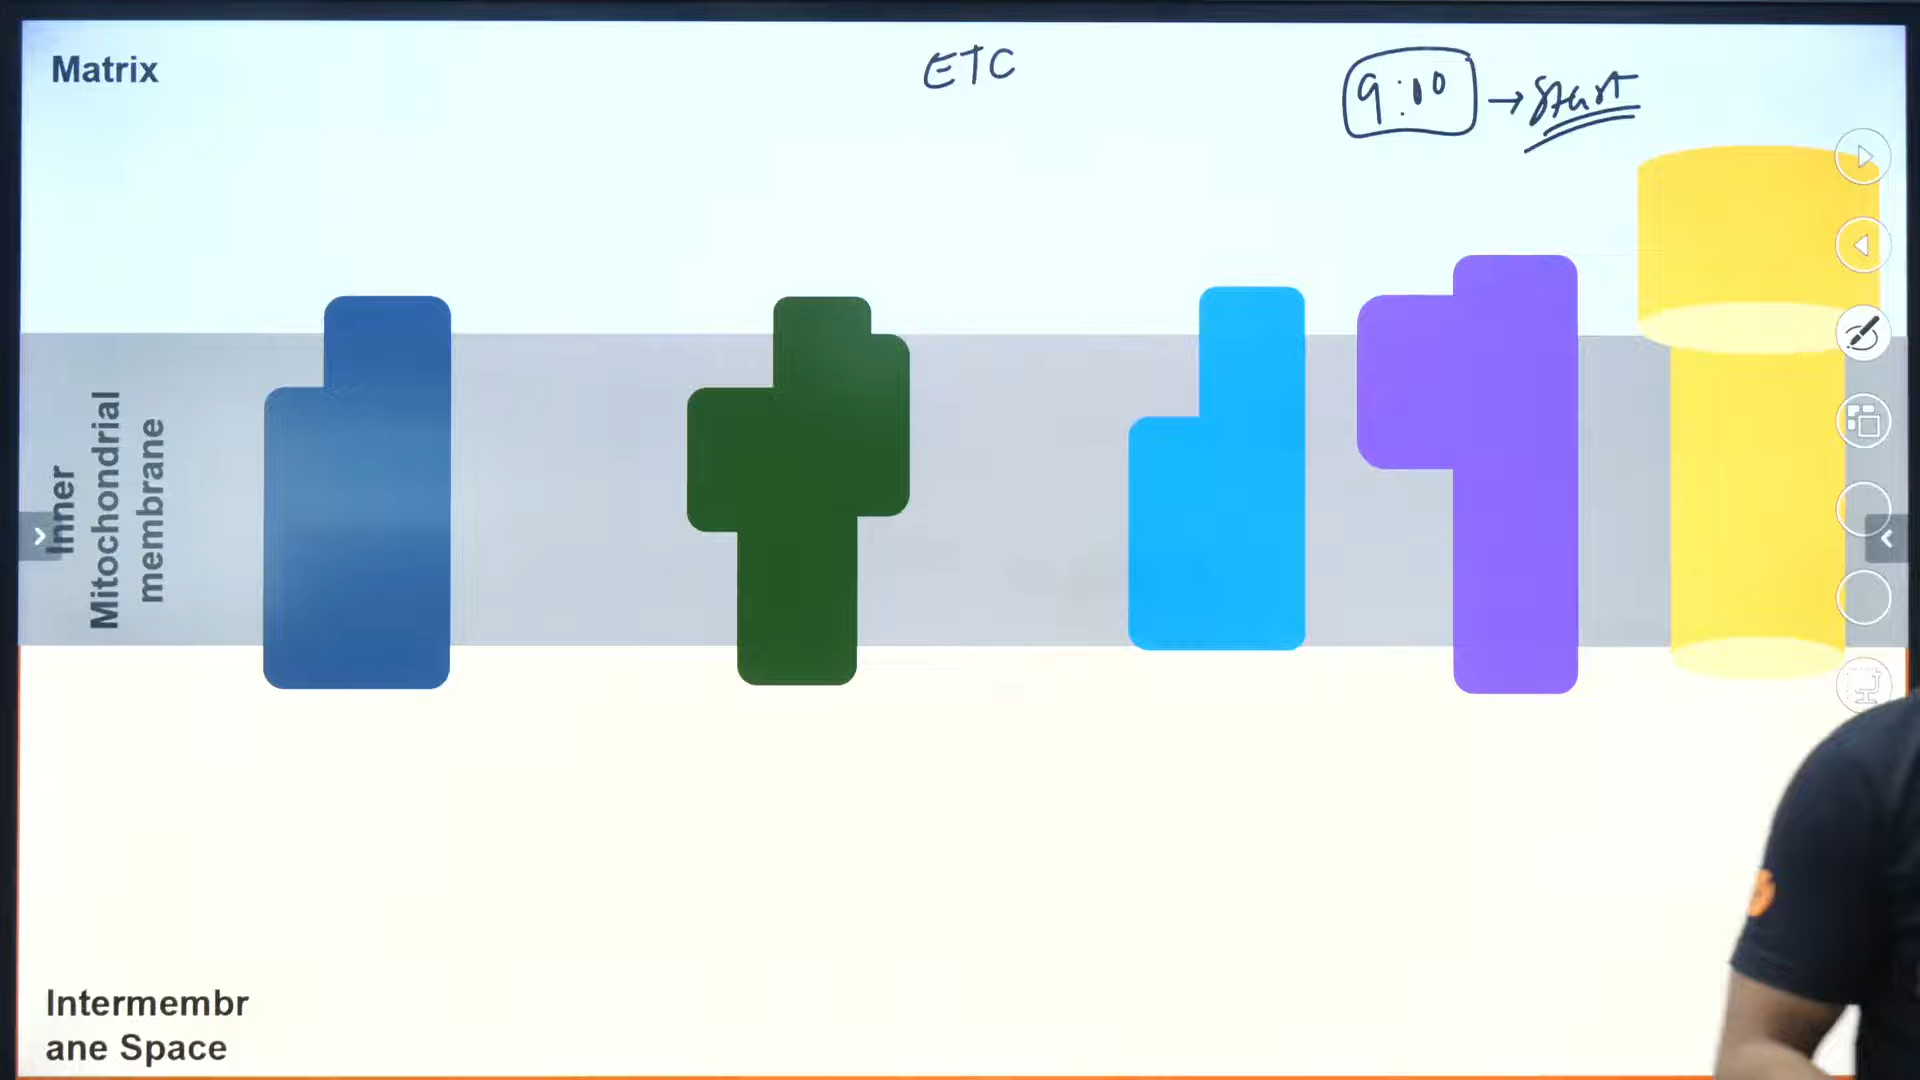 Matrix
ETC
9:10 → Start
Inner
Mitochondrial
membrane
Intermembr
ane Space